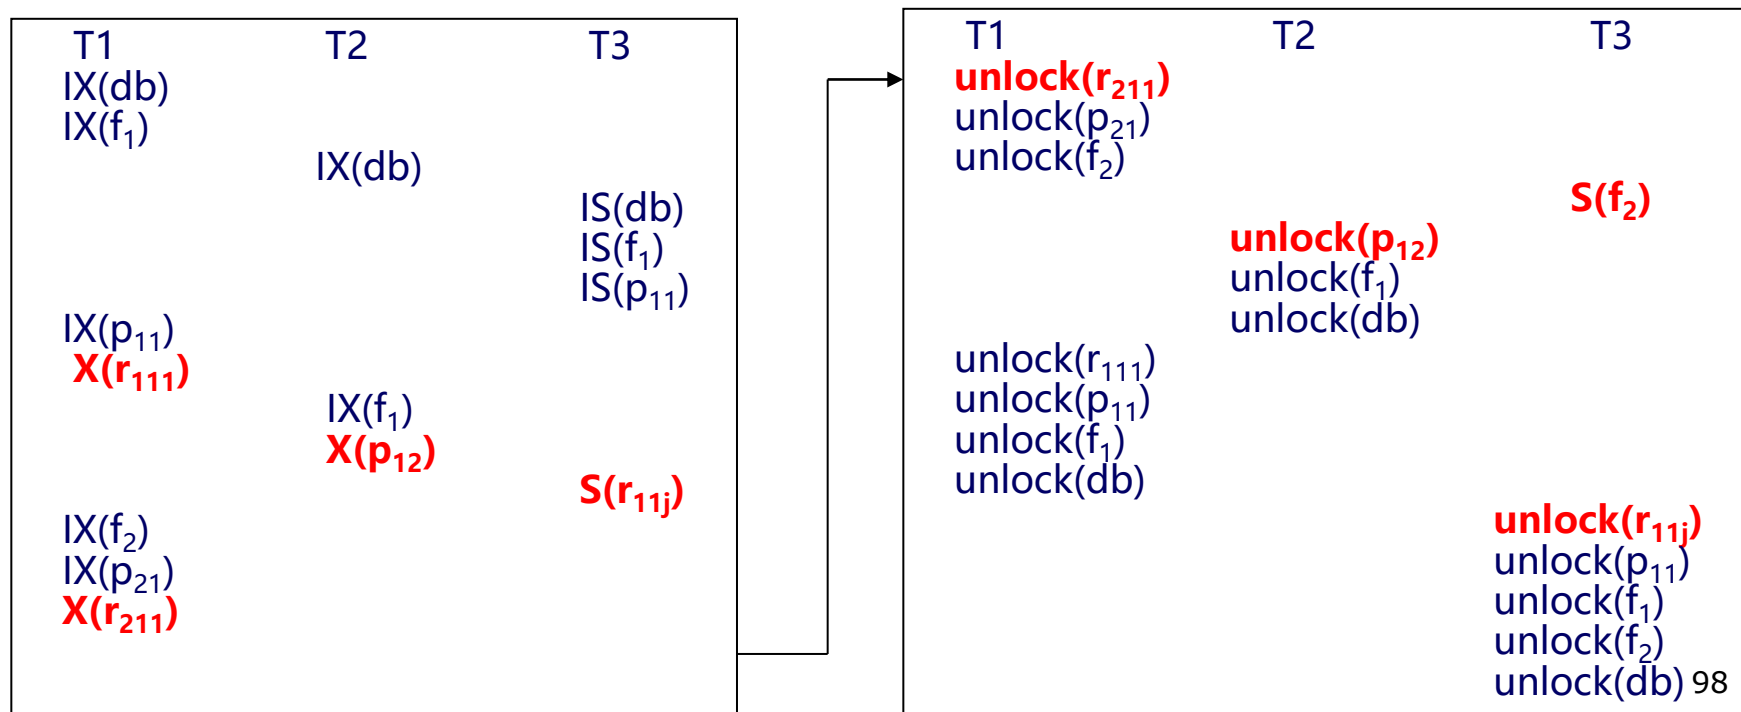 T1 T2 T3
IX(db)
IX(f₁)
IX(db)
IS(db)
IS(f₁)
IS(p₁₁)
IX(p₁₁)
X(r₁₁₁)
IX(f₁)
X(p₁₂)
S(r₁₁ⱼ)
IX(f₂)
IX(p₂₁)
X(r₂₁₁)
T1 T2 T3
unlock(r₂₁₁)
unlock(p₂₁)
unlock(f₂)
S(f₂)
unlock(p₁₂)
unlock(f₁)
unlock(db)
unlock(r₁₁₁)
unlock(p₁₁)
unlock(f₁)
unlock(db)
unlock(r₁₁ⱼ)
unlock(p₁₁)
unlock(f₁)
unlock(f₂)
unlock(db) 98